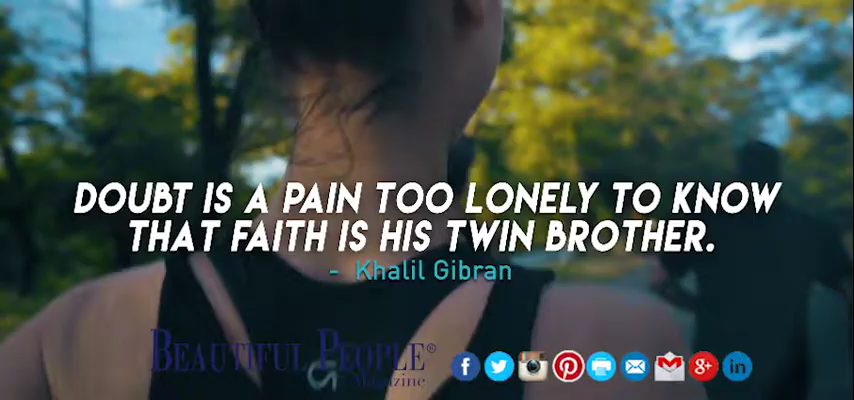 DOUBT IS A PAIN TOO LONELY TO KNOW
THAT FAITH IS HIS TWIN BROTHER.
- Khalil Gibran
BEAUTIFUL PEOPLE®
Magazine